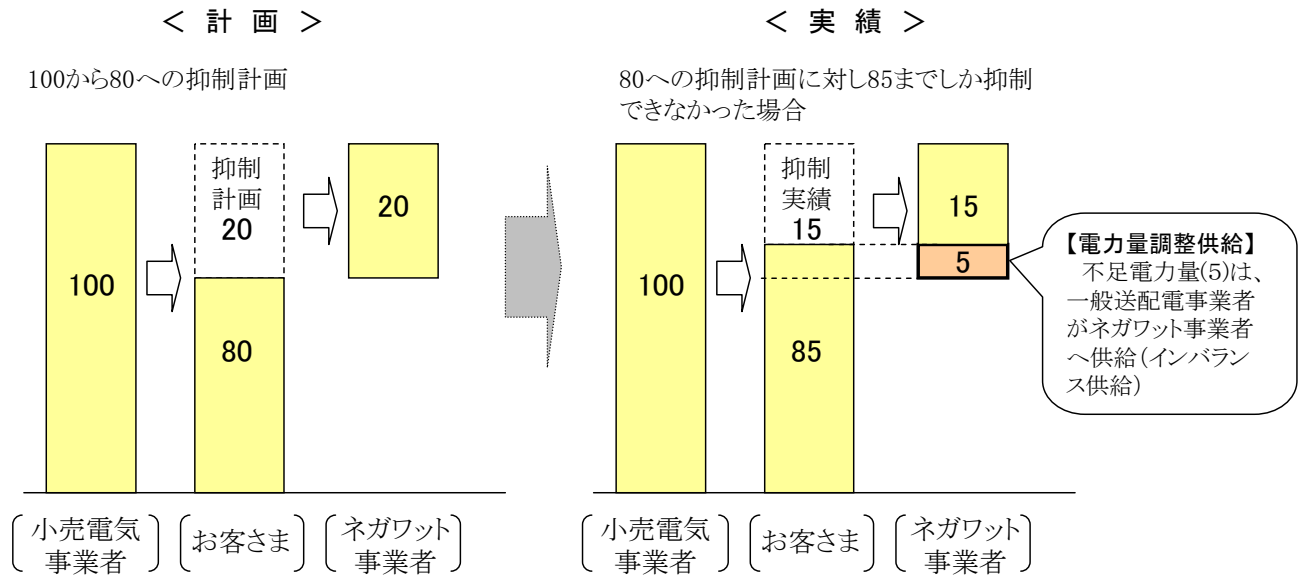 ＜ 計 画 ＞
100から80への抑制計画
抑制
計画
20
100
80
20
〔小売電気
事業者〕
〔お客さま〕
〔ネガワット
事業者〕
＜ 実 績 ＞
80への抑制計画に対し85までしか抑制
できなかった場合
抑制
実績
15
100
85
15
5
【電力量調整供給】
不足電力量(5)は、
一般送配電事業者
がネガワット事業者
へ供給(インバラン
ス供給)
〔小売電気
事業者〕
〔お客さま〕
〔ネガワット
事業者〕